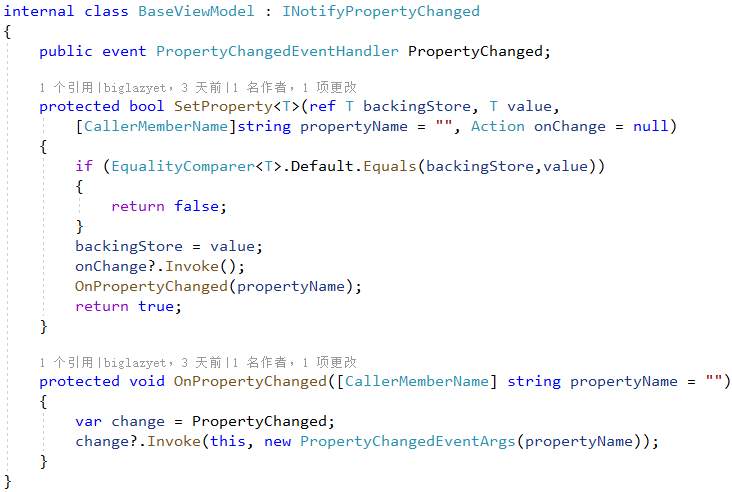 internal class BaseViewModel : INotifyPropertyChanged
{
    public event PropertyChangedEventHandler PropertyChanged;
    1 个引用|biglazyet，3 天前|1 名作者，1 项更改
    protected bool SetProperty<T>(ref T backingStore, T value,
        [CallerMemberName]string propertyName = "", Action onChange = null)
    {
        if (EqualityComparer<T>.Default.Equals(backingStore,value))
        {
            return false;
        }
        backingStore = value;
        onChange?.Invoke();
        OnPropertyChanged(propertyName);
        return true;
    }
    1 个引用|biglazyet，3 天前|1 名作者，1 项更改
    protected void OnPropertyChanged([CallerMemberName] string propertyName = "")
    {
        var change = PropertyChanged;
        change?.Invoke(this, new PropertyChangedEventArgs(propertyName));
    }
}